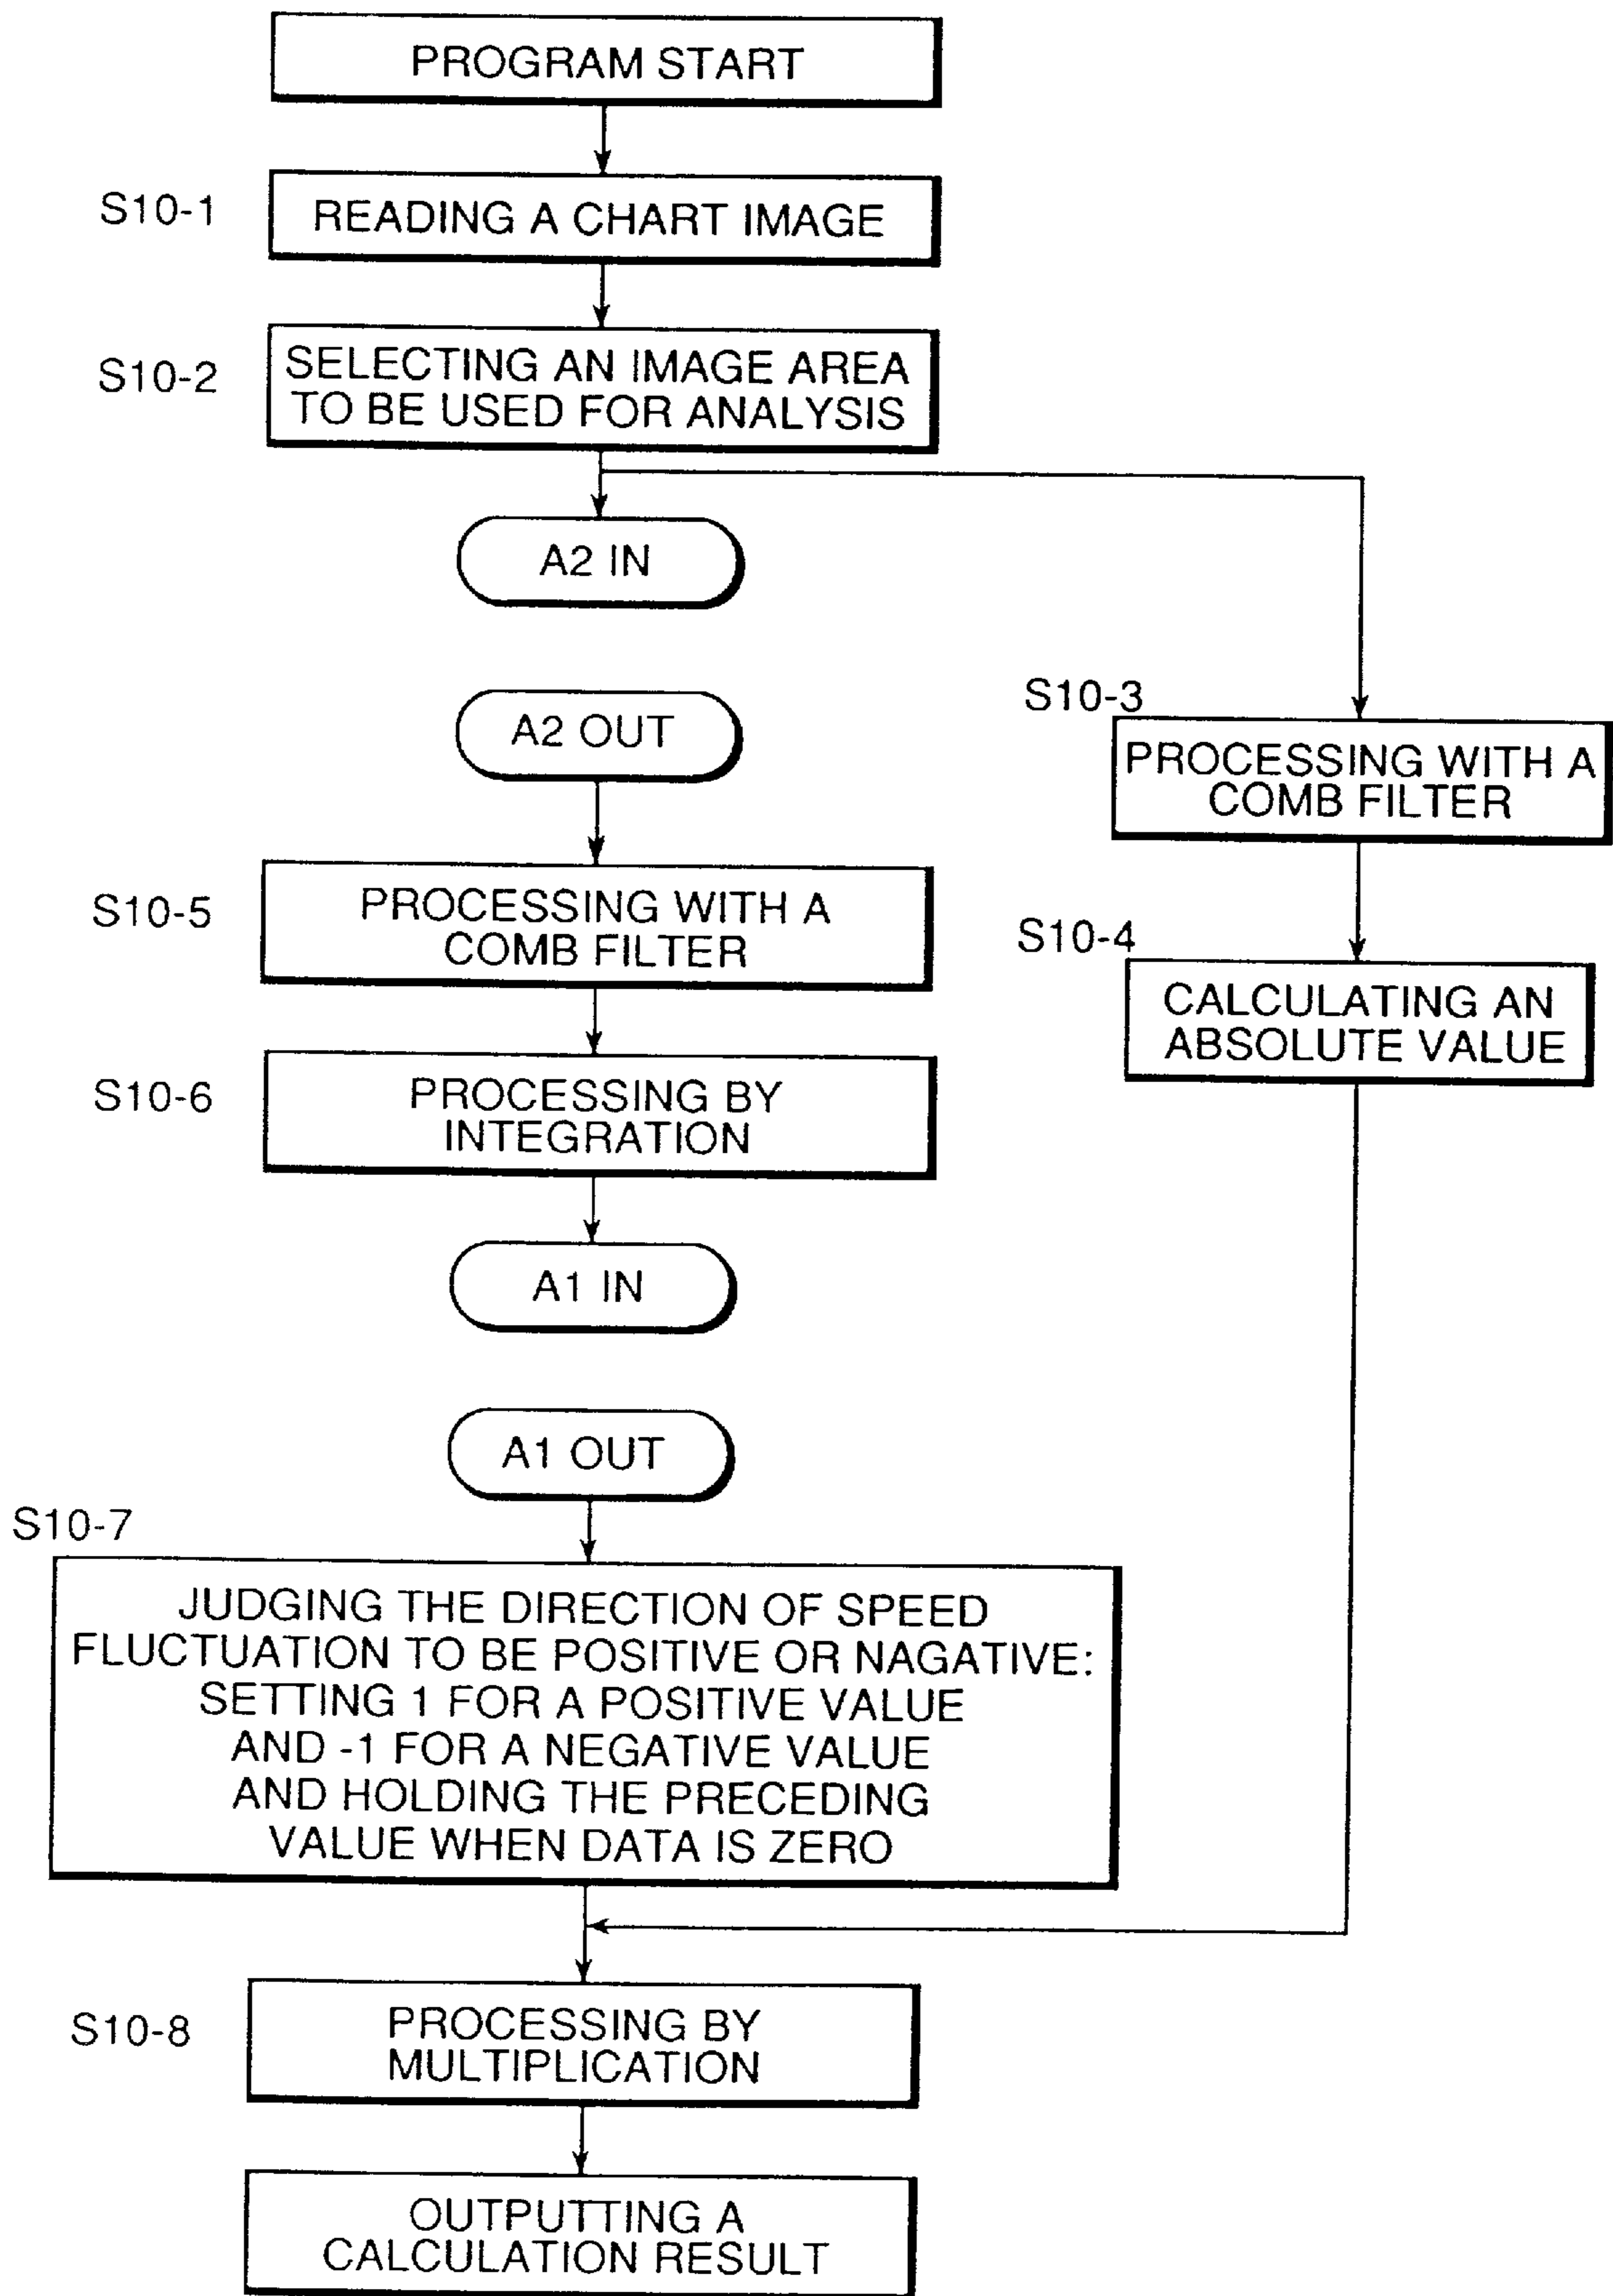 PROGRAM START
S10-1
READING A CHART IMAGE
S10-2
SELECTING AN IMAGE AREA
TO BE USED FOR ANALYSIS
A2 IN
A2 OUT
S10-3
PROCESSING WITH A
COMB FILTER
S10-5
PROCESSING WITH A
COMB FILTER
S10-4
CALCULATING AN
ABSOLUTE VALUE
S10-6
PROCESSING BY
INTEGRATION
A1 IN
A1 OUT
S10-7
JUDGING THE DIRECTION OF SPEED
FLUCTUATION TO BE POSITIVE OR NAGATIVE:
SETTING 1 FOR A POSITIVE VALUE
AND -1 FOR A NEGATIVE VALUE
AND HOLDING THE PRECEDING
VALUE WHEN DATA IS ZERO
S10-8
PROCESSING BY
MULTIPLICATION
OUTPUTTING A
CALCULATION RESULT